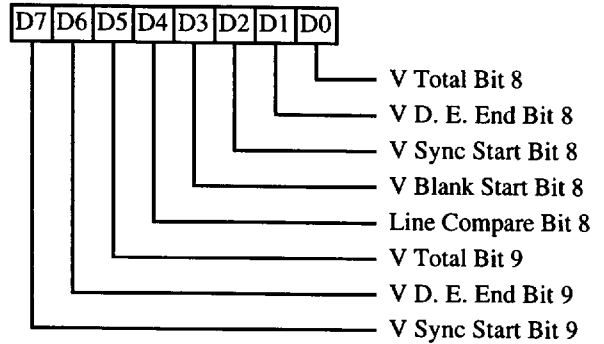 D7 D6 D5 D4 D3 D2 D1 D0
V Total Bit 8
V D. E. End Bit 8
V Sync Start Bit 8
V Blank Start Bit 8
Line Compare Bit 8
V Total Bit 9
V D. E. End Bit 9
V Sync Start Bit 9